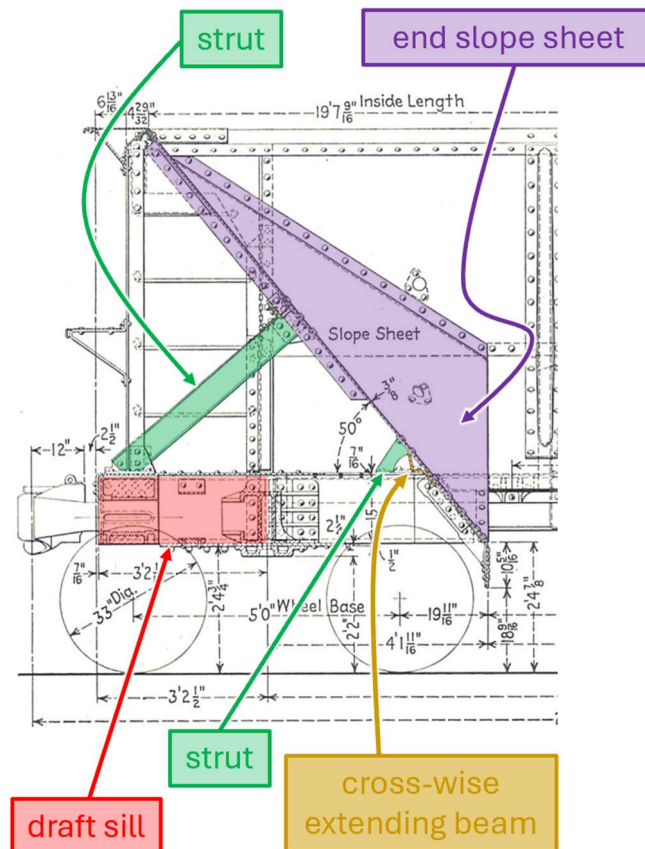 strut
end slope sheet
6 13/16"
4 29/32"
19'7 9/16" Inside Length
Slope Sheet
3/8"
50°
12"
2 1/2"
7/16"
2 1/2"
15"
1/2"
7/16"
3'2 1/2"
2'4 3/4"
33" Dia.
5'0" Wheel Base
2'2"
19 11/16"
4'1 11/16"
10 5/16"
18 9/16"
2'4 7/8"
3'2 1/2"
strut
cross-wise
extending beam
draft sill